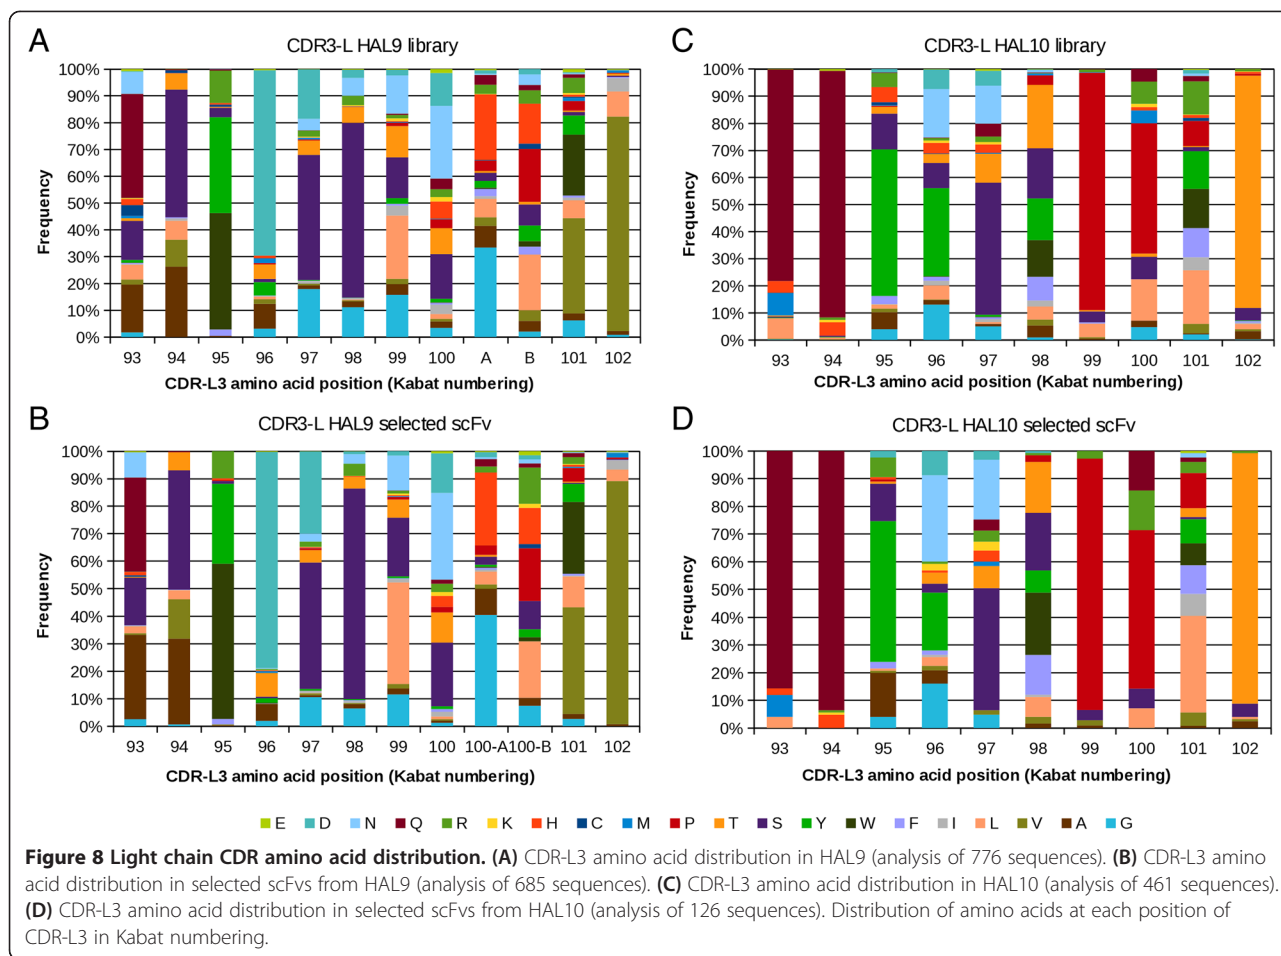 A
CDR3-L HAL9 library
Frequency
100%
90%
80%
70%
60%
50%
40%
30%
20%
10%
0%
93 94 95 96 97 98 99 100 A B 101 102
CDR-L3 amino acid position (Kabat numbering)
C
CDR3-L HAL10 library
Frequency
100%
90%
80%
70%
60%
50%
40%
30%
20%
10%
0%
93 94 95 96 97 98 99 100 101 102
CDR-L3 amino acid position (Kabat numbering)
B
CDR3-L HAL9 selected scFv
Frequency
100%
90%
80%
70%
60%
50%
40%
30%
20%
10%
0%
93 94 95 96 97 98 99 100 100-A 100-B 101 102
CDR-L3 amino acid position (Kabat numbering)
D
CDR3-L HAL10 selected scFv
Frequency
100%
90%
80%
70%
60%
50%
40%
30%
20%
10%
0%
93 94 95 96 97 98 99 100 101 102
CDR-L3 amino acid position (Kabat numbering)
E D N Q R K H C M P T S Y W F I L V A G
Figure 8 Light chain CDR amino acid distribution. (A) CDR-L3 amino acid distribution in HAL9 (analysis of 776 sequences). (B) CDR-L3 amino
acid distribution in selected scFvs from HAL9 (analysis of 685 sequences). (C) CDR-L3 amino acid distribution in HAL10 (analysis of 461 sequences).
(D) CDR-L3 amino acid distribution in selected scFvs from HAL10 (analysis of 126 sequences). Distribution of amino acids at each position of
CDR-L3 in Kabat numbering.